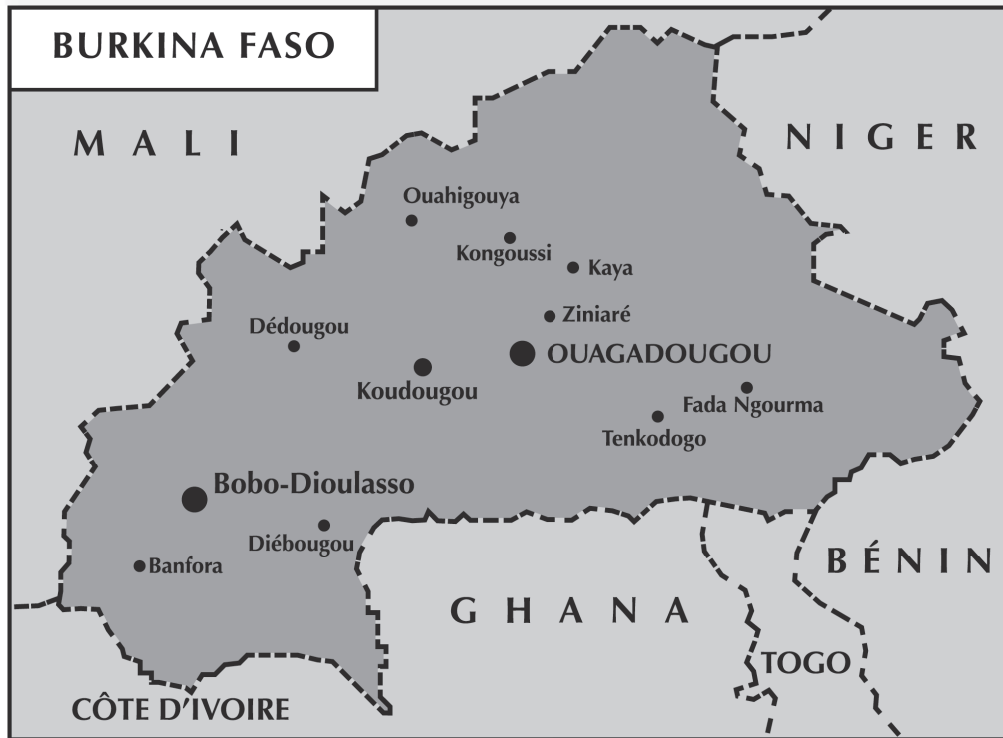 BURKINA FASO
MALI
NIGER
Ouahigouya
Kongoussi
Kaya
Ziniaré
Dédougou
OUAGADOUGOU
Koudougou
Fada Ngourma
Tenkodogo
Bobo-Dioulasso
Diébougou
Banfora
BÉNIN
GHANA
TOGO
CÔTE D'IVOIRE